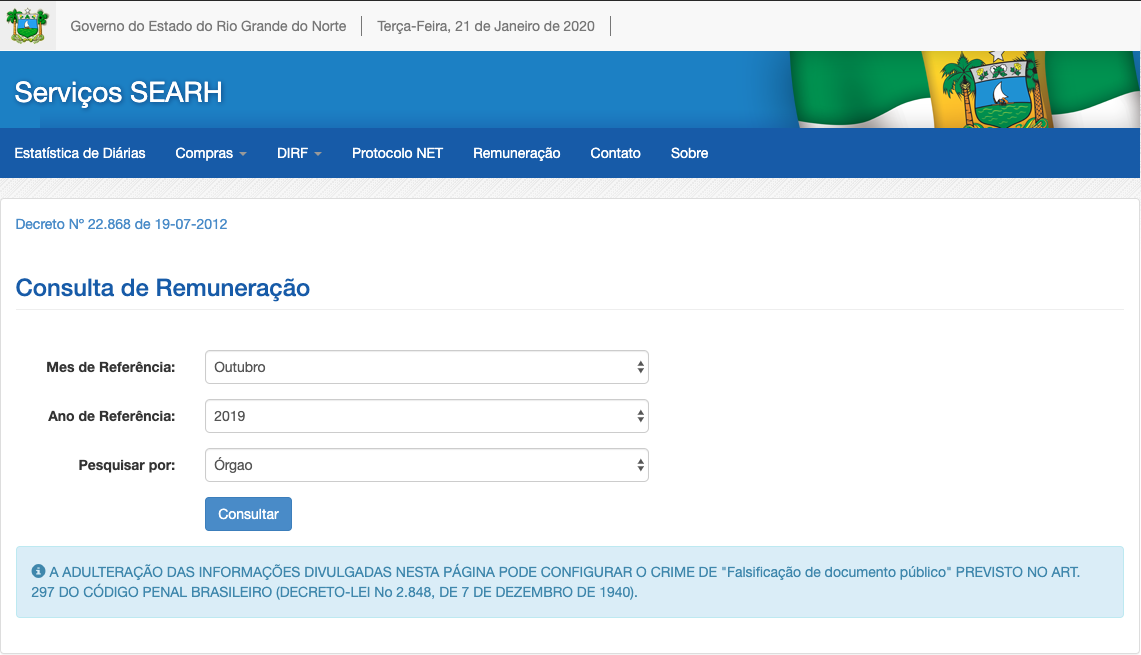 Governo do Estado do Rio Grande do Norte
Terça-Feira, 21 de Janeiro de 2020
Serviços SEARH
Estatística de Diárias Compras DIRF Protocolo NET Remuneração Contato Sobre
Decreto Nº 22.868 de 19-07-2012
Consulta de Remuneração
Mes de Referência: Outubro
Ano de Referência: 2019
Pesquisar por: Órgao
Consultar
A ADULTERAÇÃO DAS INFORMAÇÕES DIVULGADAS NESTA PÁGINA PODE CONFIGURAR O CRIME DE "Falsificação de documento público" PREVISTO NO ART.
297 DO CÓDIGO PENAL BRASILEIRO (DECRETO-LEI No 2.848, DE 7 DE DEZEMBRO DE 1940).